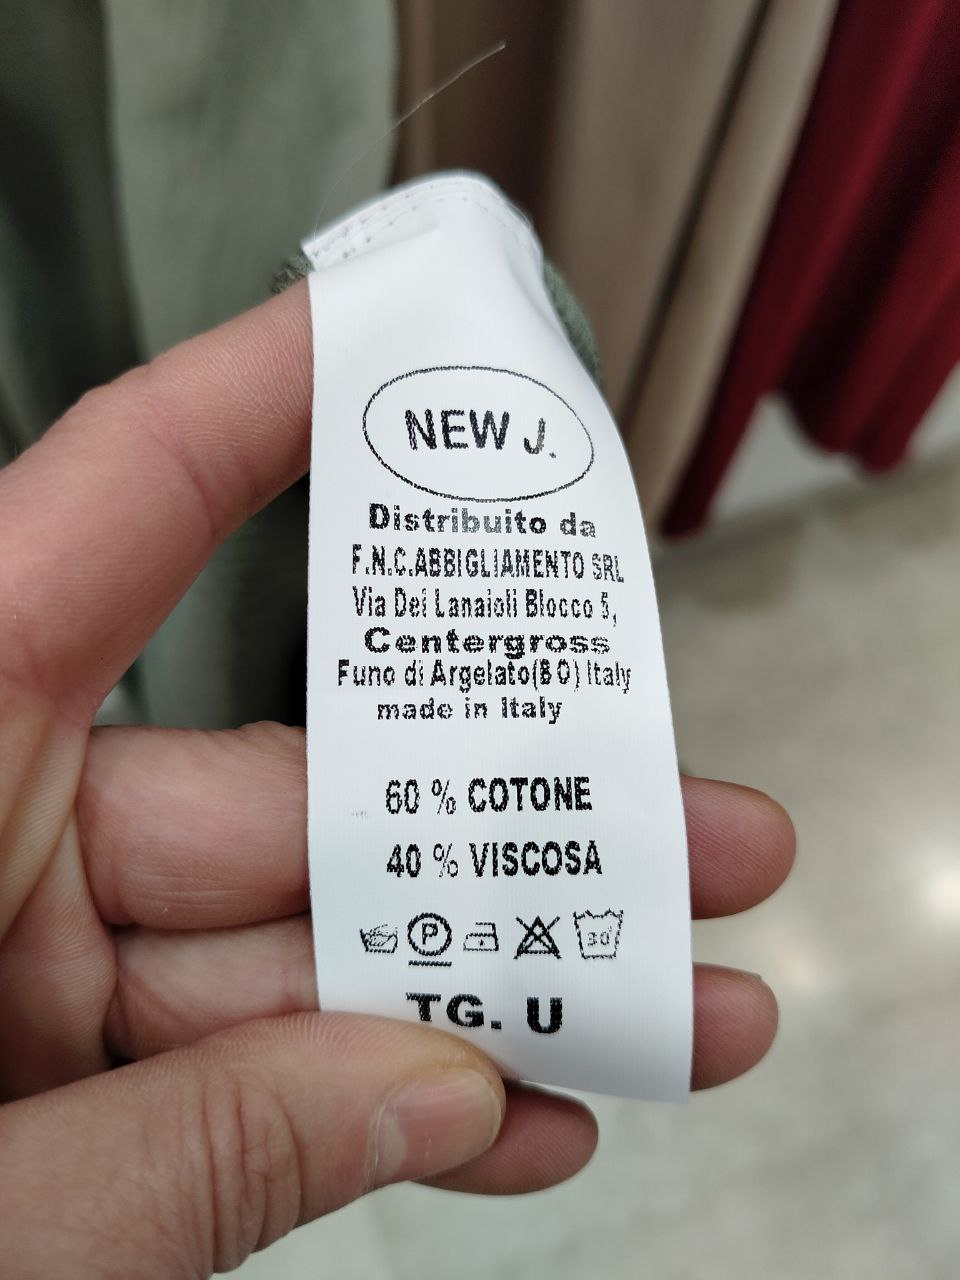 NEW J.
Distribuito da
F.N.C.ABBIGLIAMENTO SRL
Via Dei Lanaioli Blocco 5,
Centergross
Funo di Argelato(BO) Italy
made in Italy
60 % COTONE
40 % VISCOSA
P 30°
TG. U